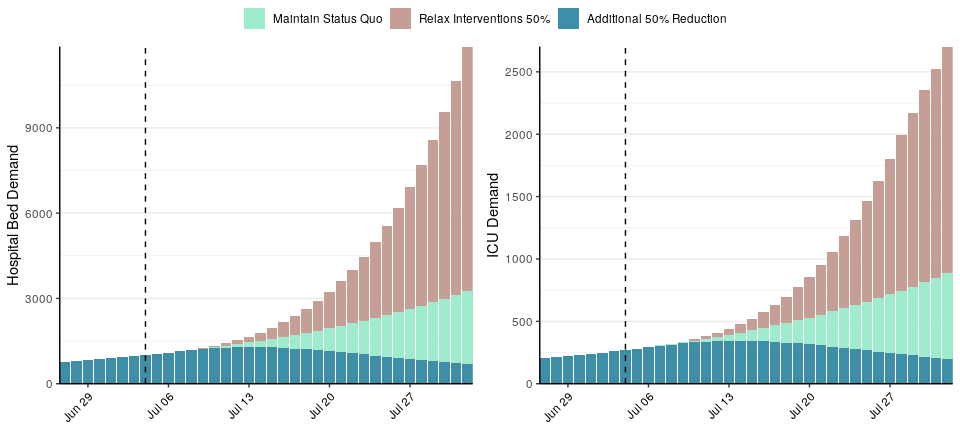 Maintain Status Quo Relax Interventions 50% Additional 50% Reduction
Hospital Bed Demand
9000
6000
3000
0
Jun 29 Jul 06 Jul 13 Jul 20 Jul 27
ICU Demand
2500
2000
1500
1000
500
0
Jun 29 Jul 06 Jul 13 Jul 20 Jul 27